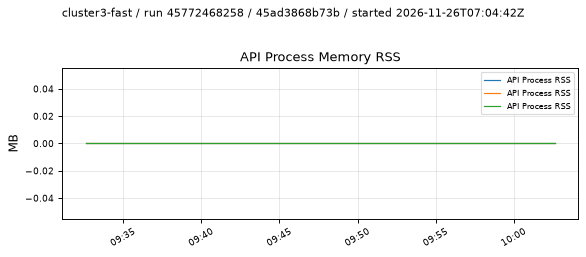 cluster3-fast / run 45772468258 / 45ad3868b73b / started 2026-11-26T07:04:42Z
API Process Memory RSS
API Process RSS
API Process RSS
API Process RSS
MB
0.04
0.02
0.00
−0.02
−0.04
09:35
09:40
09:45
09:50
09:55
10:00